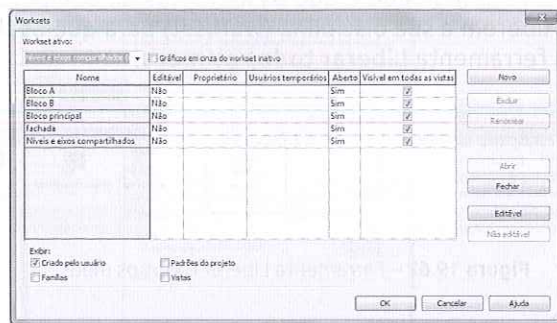 Worksets
Workset ativo:
Níveis e eixos compartilhados
Gráficos em cinza do workset inativo
Nome Editável Proprietário Usuários temporários Aberto Visível em todas as vistas
Bloco A Não Sim
Bloco B Não Sim
Bloco principal Não Sim
fachada Não Sim
Níveis e eixos compartilhados Não Sim
Novo
Excluir
Renomear
Abrir
Fechar
Editável
Não editável
Exibir:
Criado pelo usuário Padrões do projeto
Famílias Vistas
OK Cancelar Ajuda